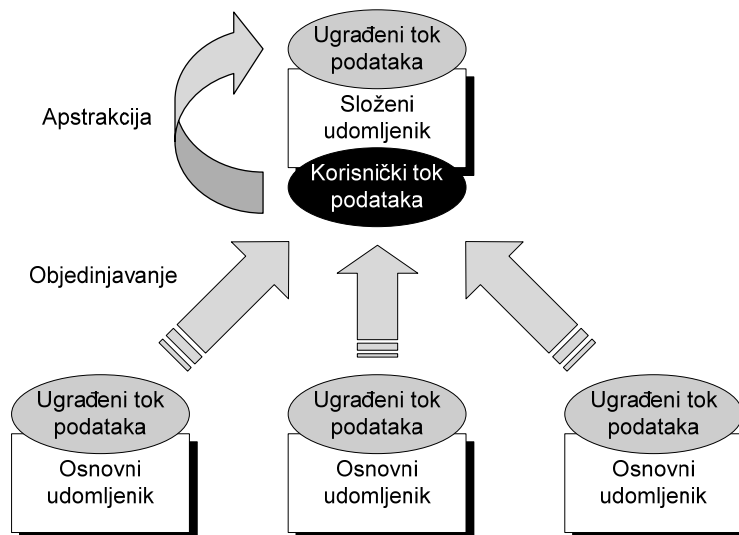 Ugrađeni tok
podataka
Složeni
udomljenik
Apstrakcija
Korisnički tok
podataka
Objedinjavanje
Ugrađeni tok
podataka
Osnovni
udomljenik
Ugrađeni tok
podataka
Osnovni
udomljenik
Ugrađeni tok
podataka
Osnovni
udomljenik